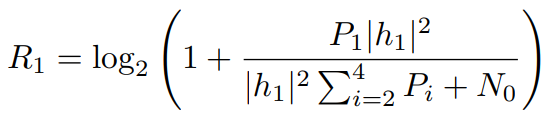 R_1 = \log_2 \left( 1 + \frac{P_1 |h_1|^2}{|h_1|^2 \sum_{i=2}^{4} P_i + N_0} \right)